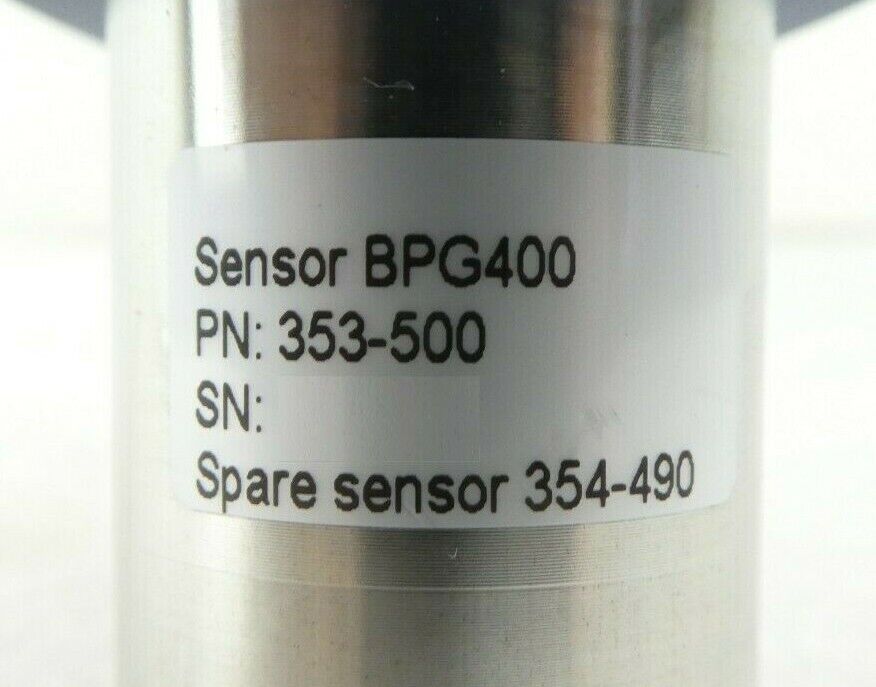 Sensor BPG400
PN: 353-500
SN:
Spare sensor 354-490